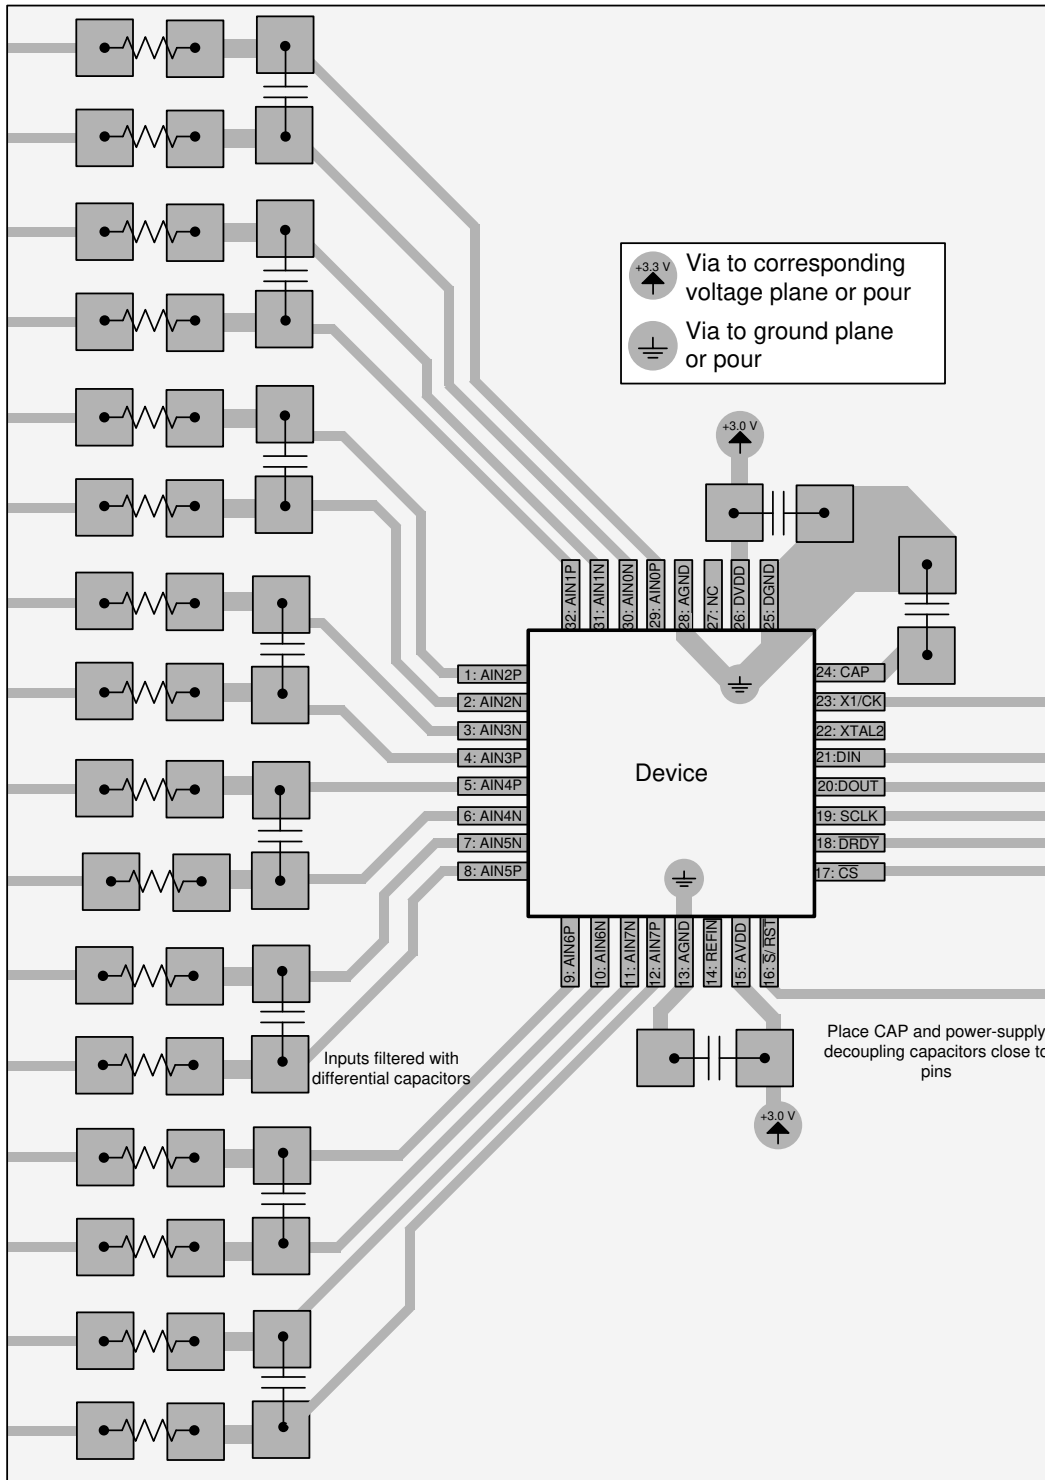 +3.3 V
Via to corresponding
voltage plane or pour
Via to ground plane
or pour
+3.0 V
32: AIN1P
31: AIN1N
30: AIN0N
29: AIN0P
28: AGND
27: NC
26: DVDD
25: DGND
1: AIN2P
2: AIN2N
3: AIN3N
4: AIN3P
5: AIN4P
6: AIN4N
7: AIN5N
8: AIN5P
Device
24: CAP
23: X1/CK
22: XTAL2
21:DIN
20:DOUT
19: SCLK
18: DRDY
17: CS
9: AIN6P
10: AIN6N
11: AIN7N
12: AIN7P
13: AGND
14: REFIN
15: AVDD
16: S/RST
Inputs filtered with
differential capacitors
Place CAP and power-supply
decoupling capacitors close to
pins
+3.0 V